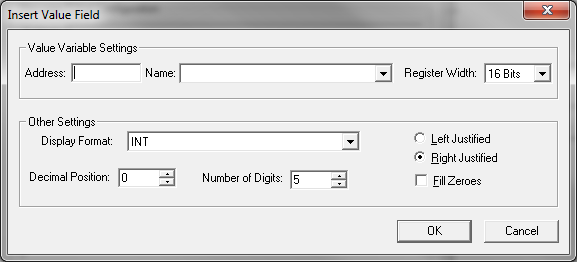 Insert Value Field
Value Variable Settings
Address: Name: Register Width: 16 Bits
Other Settings
Display Format: INT
Left Justified
Right Justified
Decimal Position: 0 Number of Digits: 5
Fill Zeroes
OK Cancel